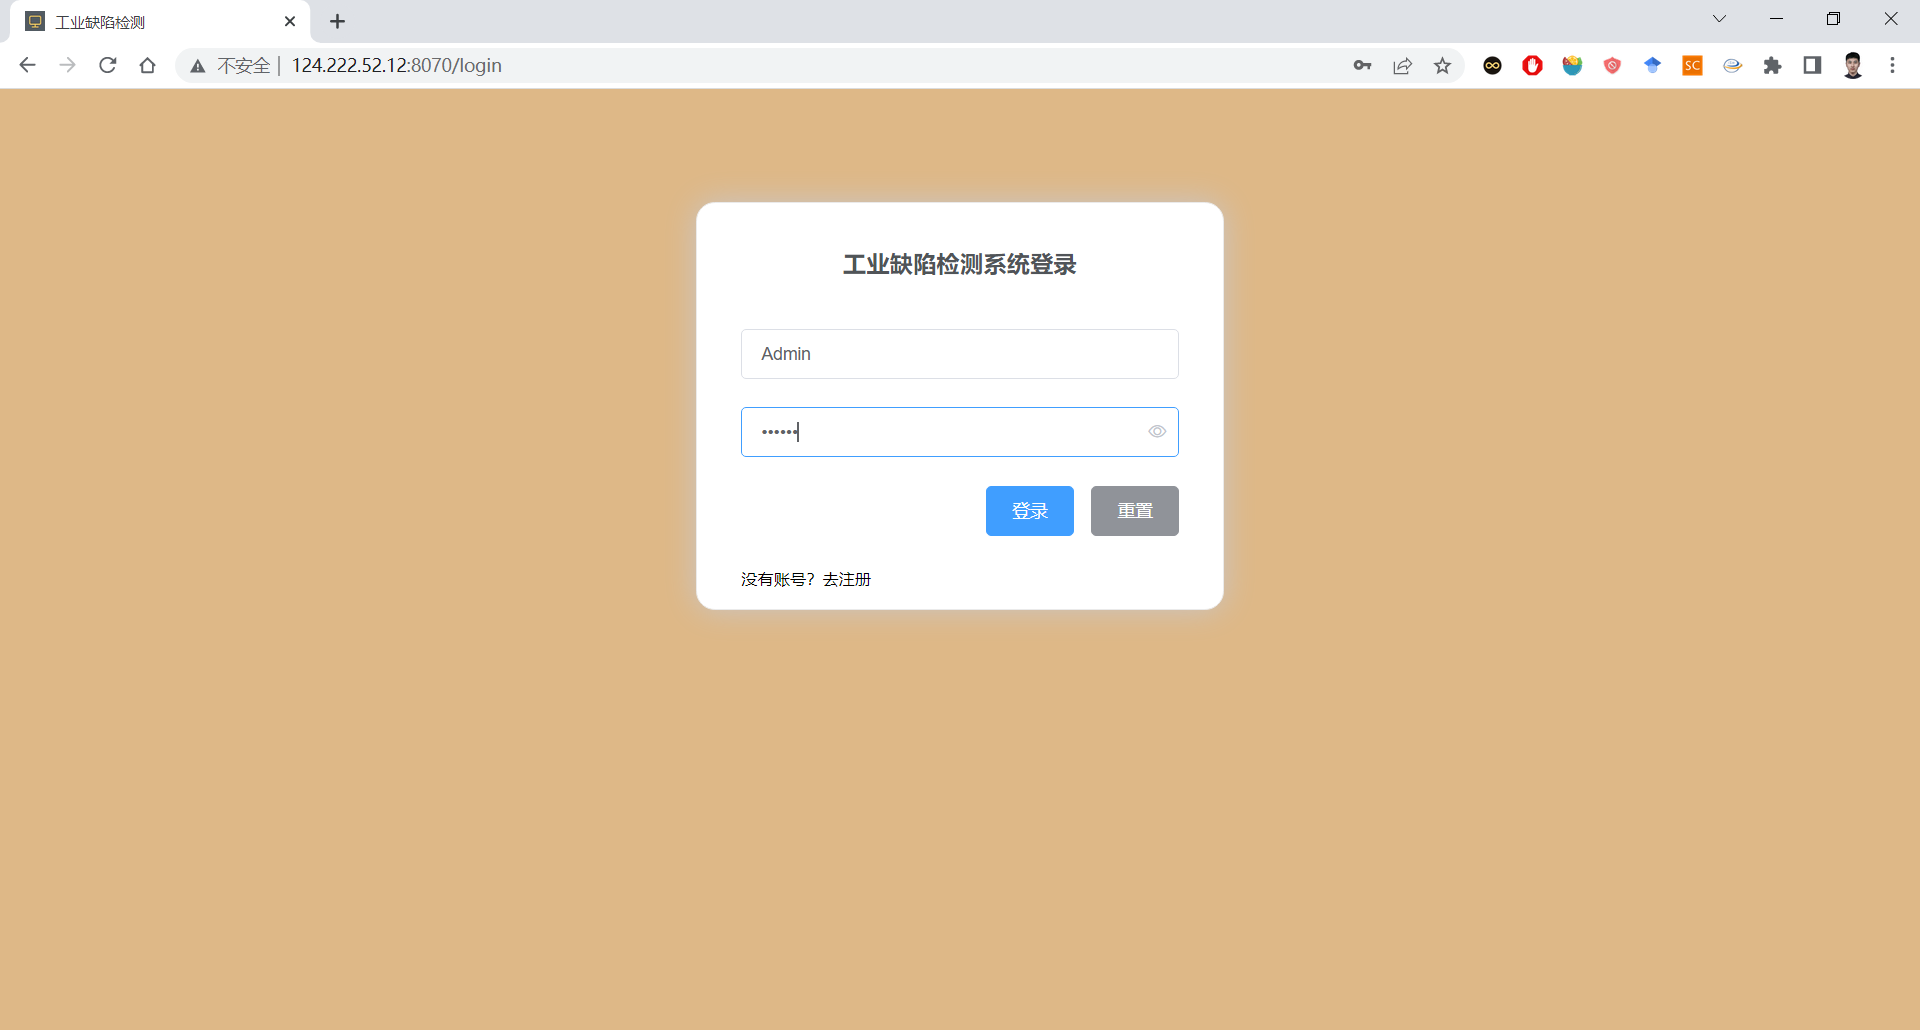 工业缺陷检测
不安全 | 124.222.52.12:8070/login
SC
工业缺陷检测系统登录
Admin
••••••
登录 重置
没有账号？去注册